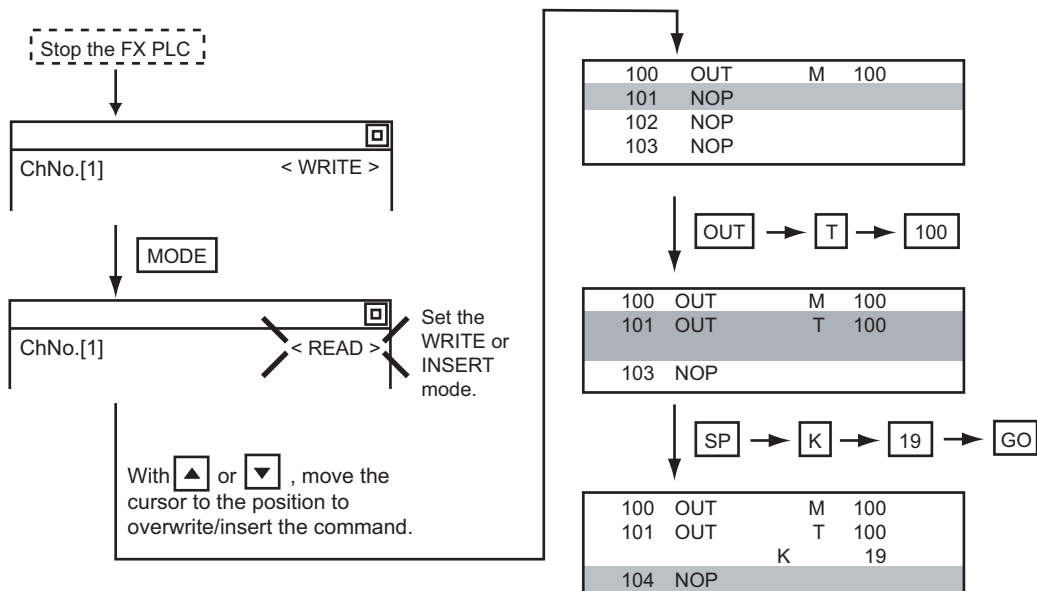 Stop the FX PLC
ChNo.[1] < WRITE >
MODE
ChNo.[1] < READ >
Set the
WRITE or
INSERT
mode.
With ▲ or ▼ , move the
cursor to the position to
overwrite/insert the command.
100 OUT M 100
101 NOP
102 NOP
103 NOP
OUT T 100
100 OUT M 100
101 OUT T 100
103 NOP
SP K 19 GO
100 OUT M 100
101 OUT T 100
K 19
104 NOP